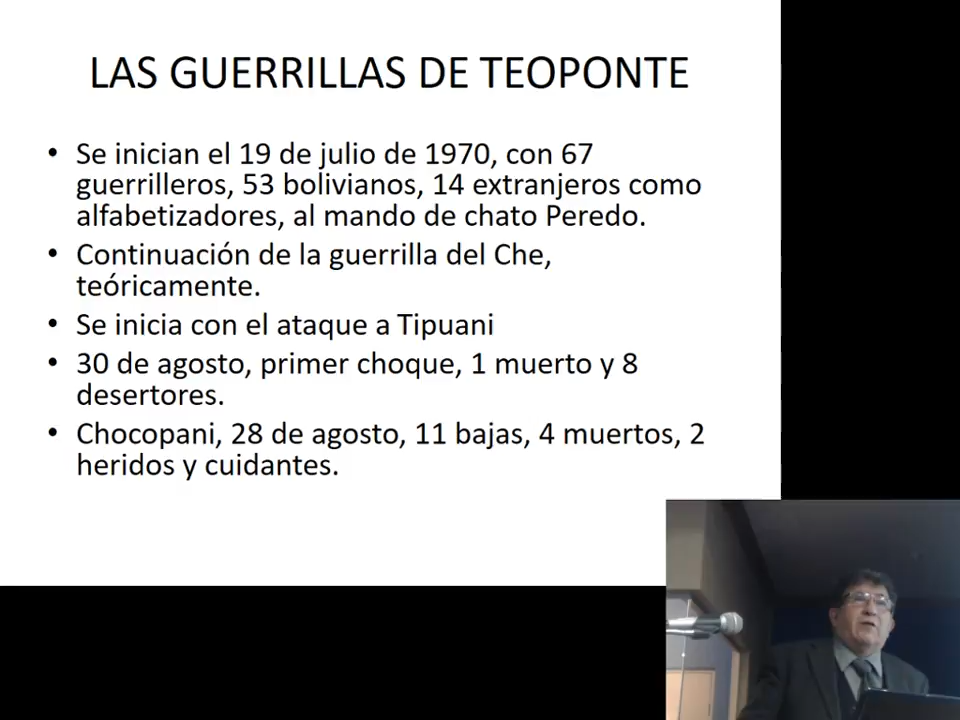 LAS GUERRILLAS DE TEOPONTE
• Se inician el 19 de julio de 1970, con 67
guerrilleros, 53 bolivianos, 14 extranjeros como
alfabetizadores, al mando de chato Peredo.
• Continuación de la guerrilla del Che,
teóricamente.
• Se inicia con el ataque a Tipuani
• 30 de agosto, primer choque, 1 muerto y 8
desertores.
• Chocopani, 28 de agosto, 11 bajas, 4 muertos, 2
heridos y cuidantes.